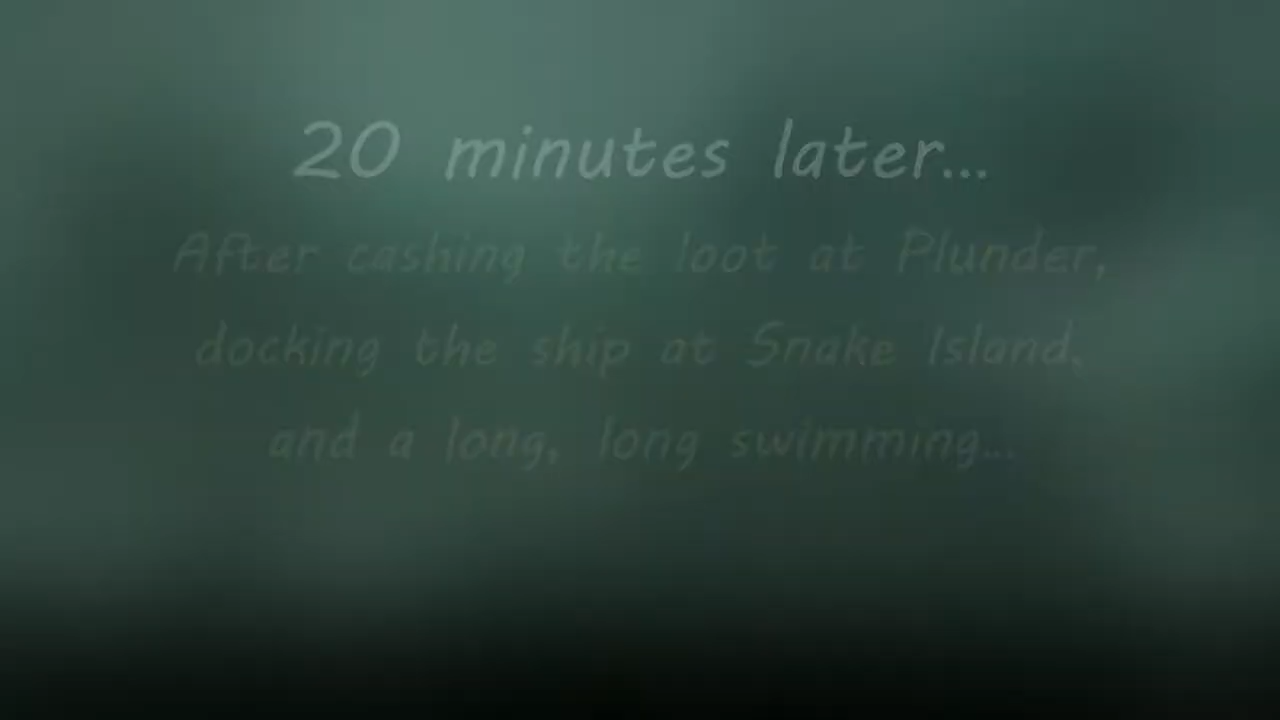 20 minutes later...
After cashing the loot at Plunder,
docking the ship at Snake Island,
and a long, long swimming...